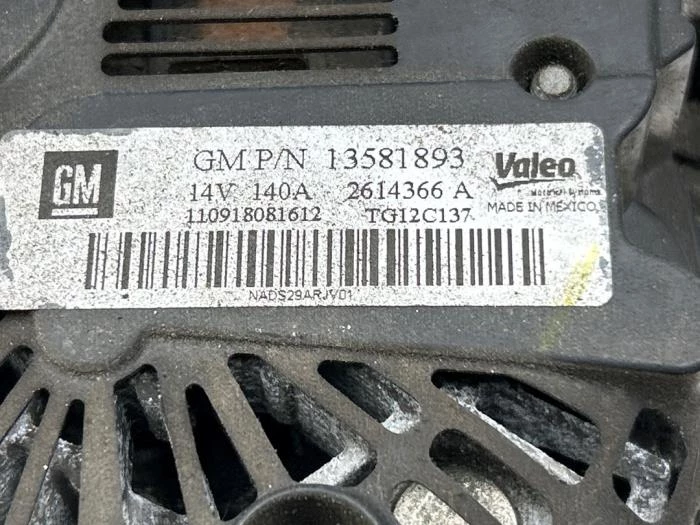 GM
GM P/N 13581893
14V 140A 2614366 A
110918081612 TG12C137
NADS29ARJV01
Valeo
MADE IN MEXICO